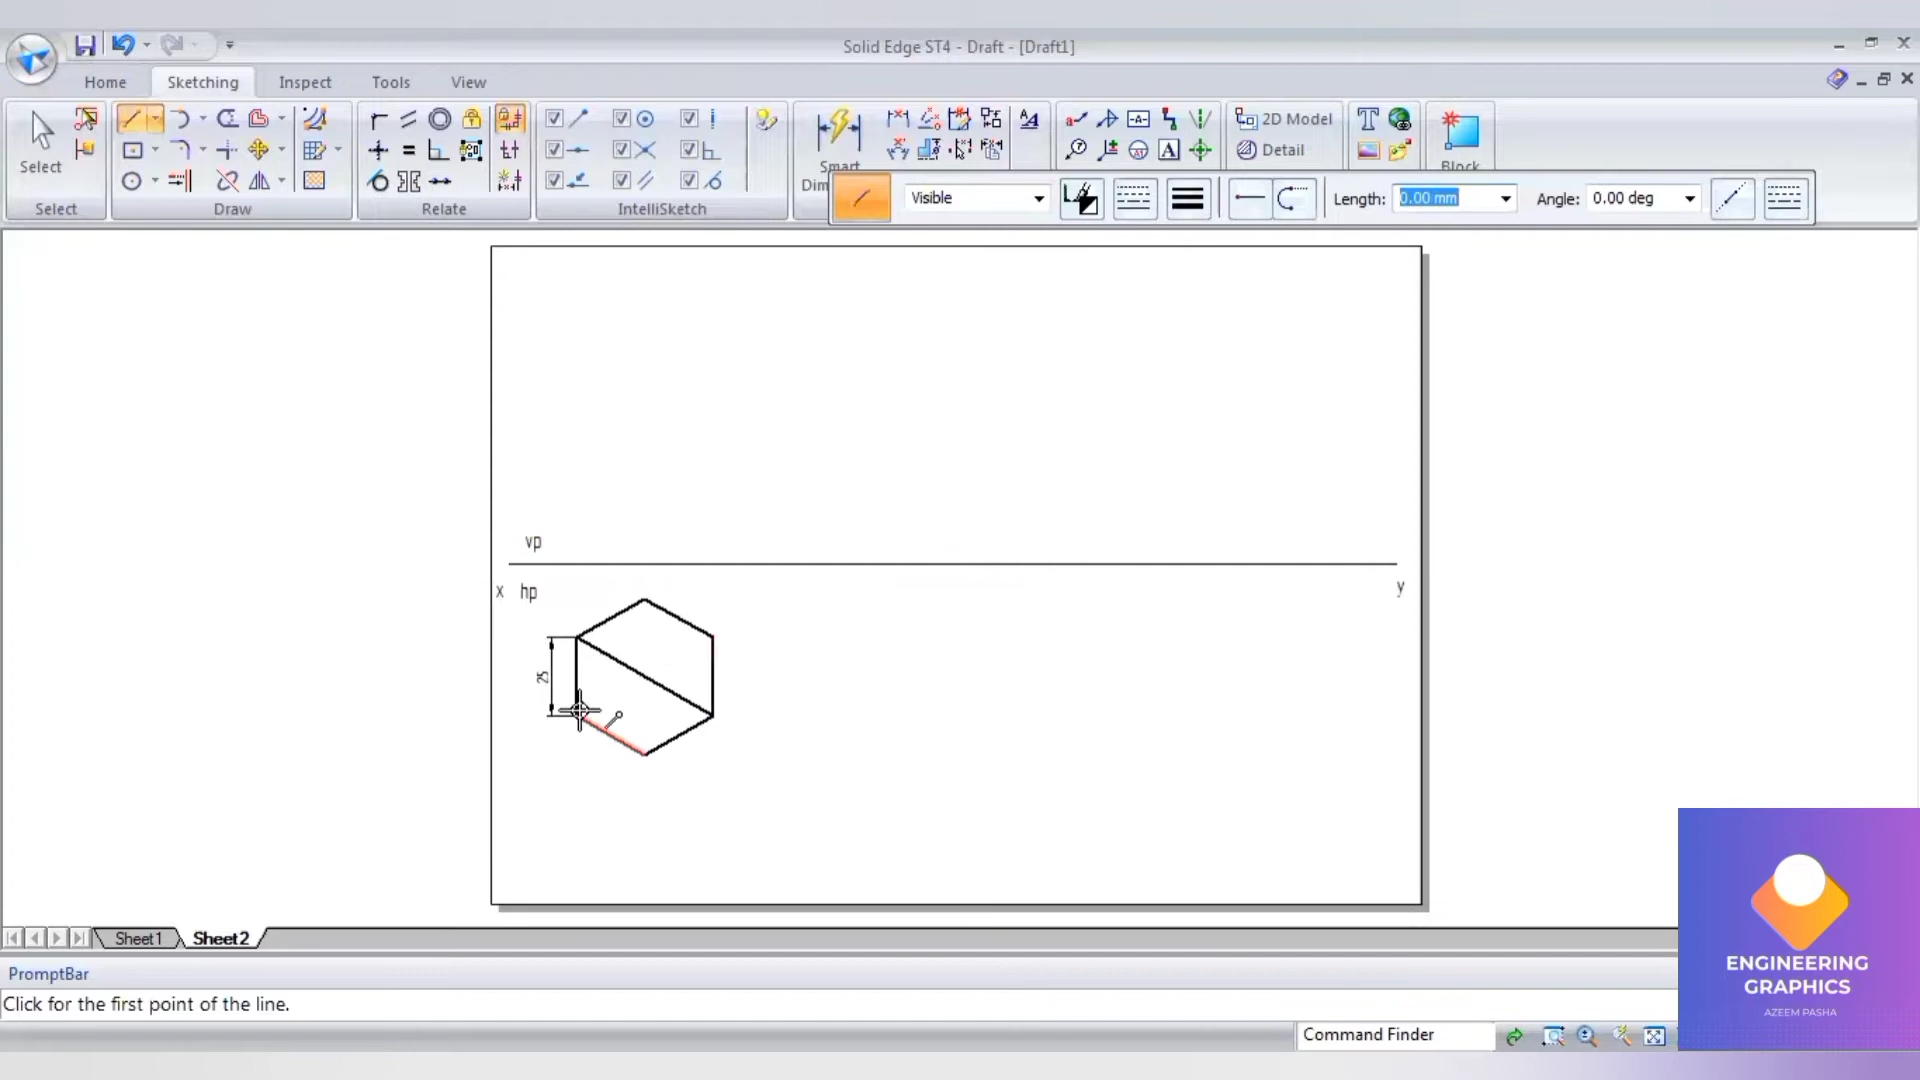 Solid Edge ST4 - Draft - [Draft1]
Home
Sketching
Inspect
Tools
View
Select
Smart
2D Model
Detail
Block
Select
Draw
Relate
IntelliSketch
Visible
Length:
0.00 mm
Angle:
0.00 deg
vp
x
hp
y
25
Sheet1
Sheet2
PromptBar
Click for the first point of the line.
Command Finder
ENGINEERING
GRAPHICS
AZEEM PASHA